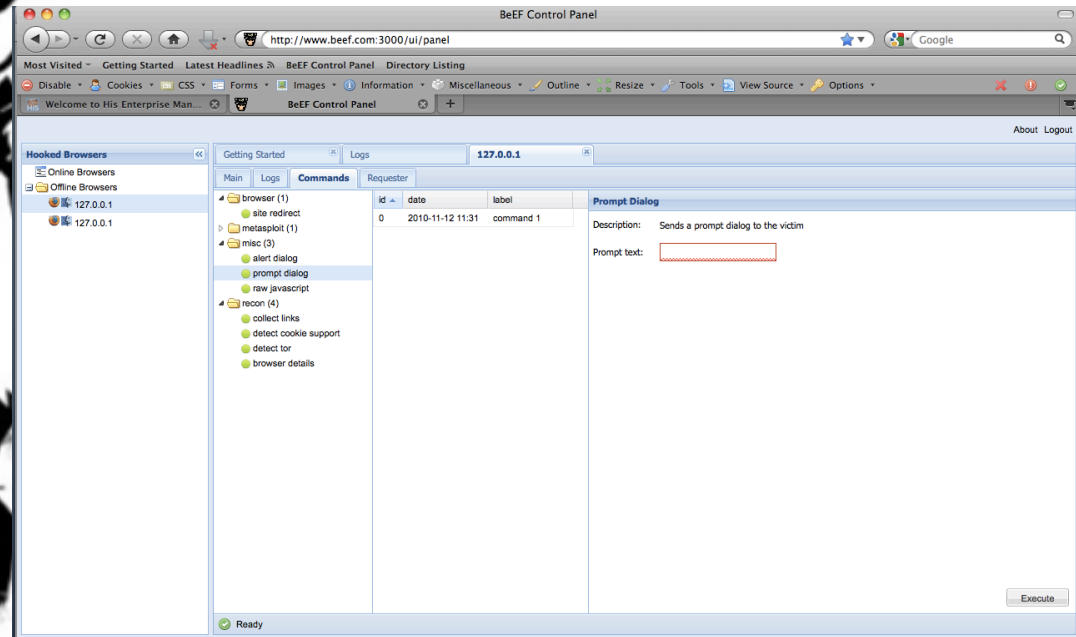 BeEF Control Panel
http://www.beef.com:3000/ui/panel
Google
Most Visited Getting Started Latest Headlines BeEF Control Panel Directory Listing
Disable Cookies CSS Forms Images Information Miscellaneous Outline Resize Tools View Source Options
HIS Welcome to His Enterprise Man... BeEF Control Panel
About Logout
Hooked Browsers
Online Browsers
Offline Browsers
127.0.0.1
127.0.0.1
Getting Started Logs 127.0.0.1
Main Logs Commands Requester
browser (1)
site redirect
metasploit (1)
misc (3)
alert dialog
prompt dialog
raw javascript
recon (4)
collect links
detect cookie support
detect tor
browser details
id date label
0 2010-11-12 11:31 command 1
Prompt Dialog
Description: Sends a prompt dialog to the victim
Prompt text:
Execute
Ready